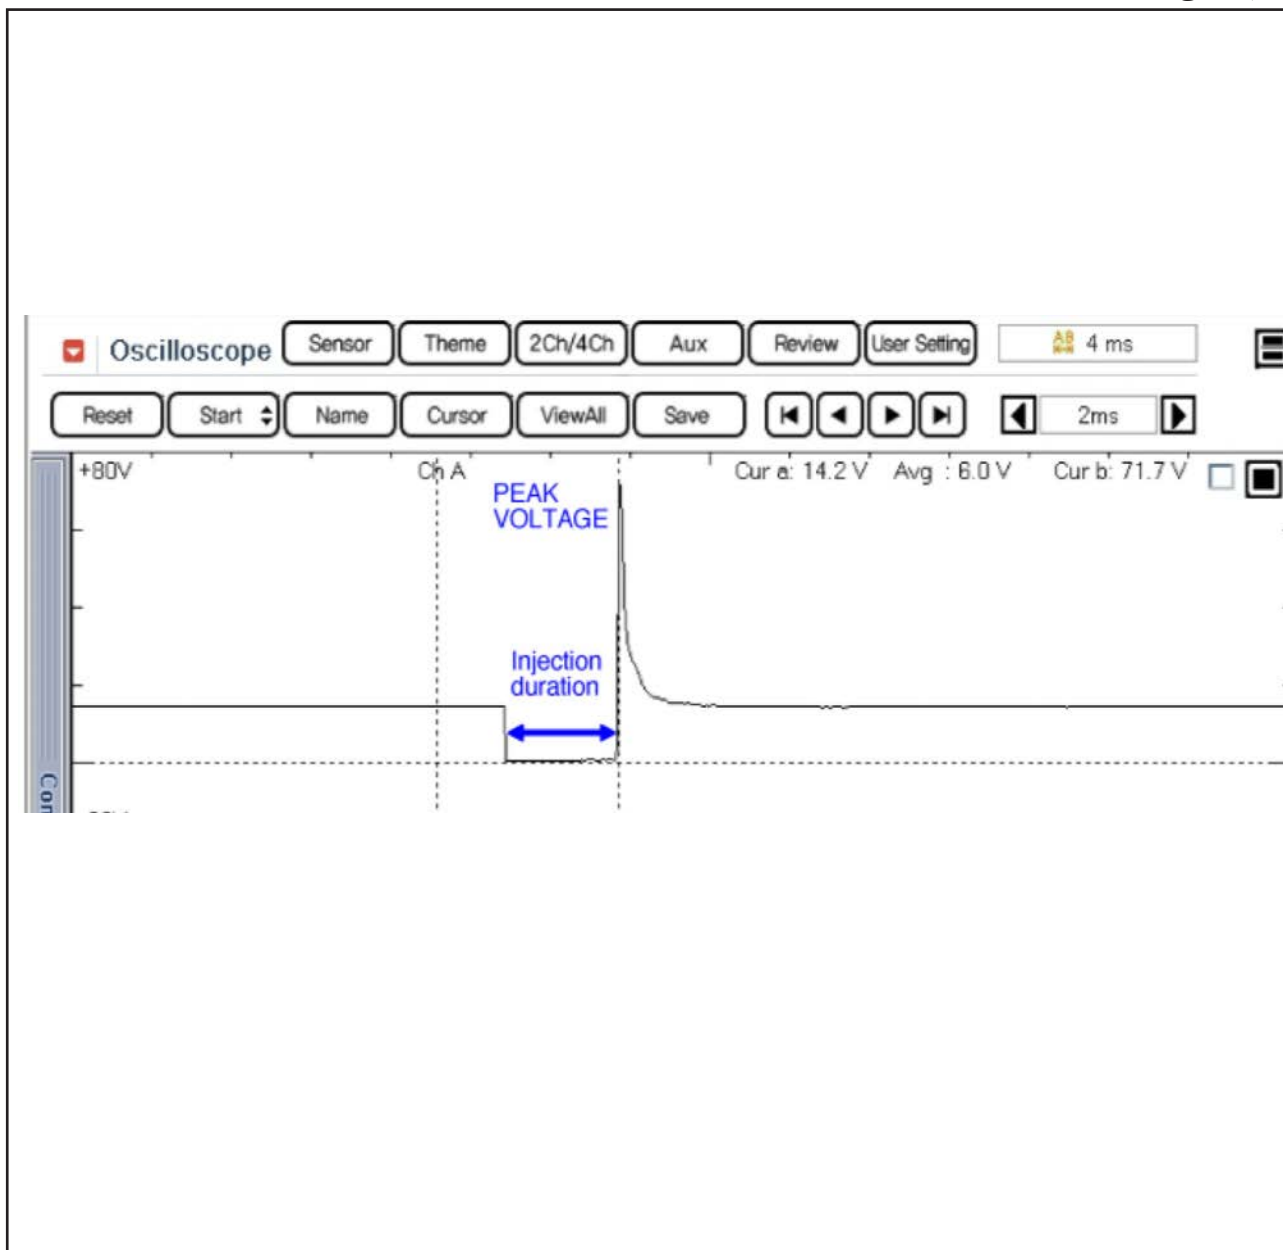 Oscilloscope Sensor Theme 2Ch/4Ch Aux Review User Setting 4 ms
Reset Start Name Cursor ViewAll Save 2ms
+80V Ch A Cur a: 14.2 V Avg : 6.0 V Cur b: 71.7 V
PEAK
VOLTAGE
Injection
duration